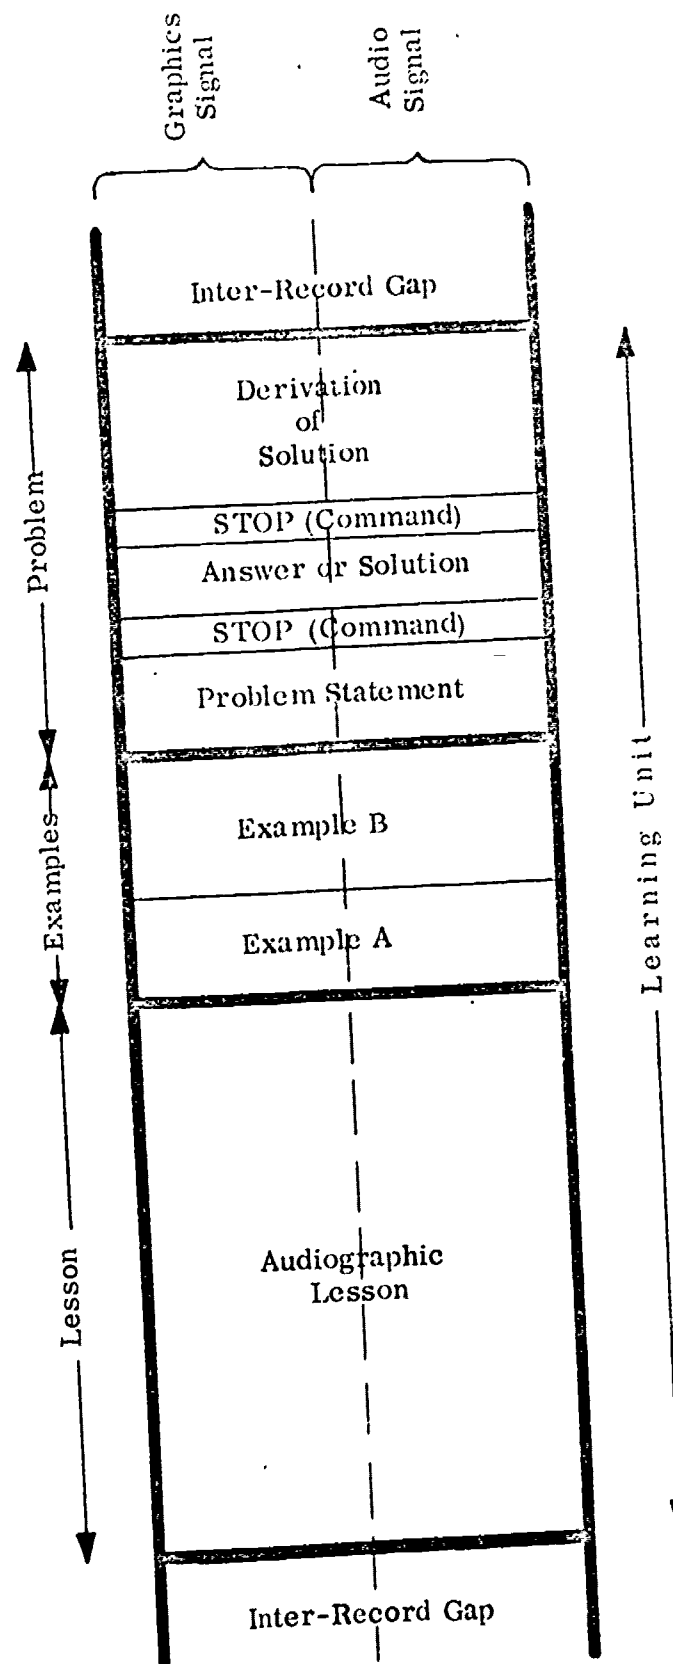 Graphics
Signal
Audio
Signal
Inter-Record Gap
Derivation
of
Solution
STOP (Command)
Answer or Solution
STOP (Command)
Problem Statement
Problem
Example B
Example A
Examples
Learning Unit
Audiographic
Lesson
Lesson
Inter-Record Gap